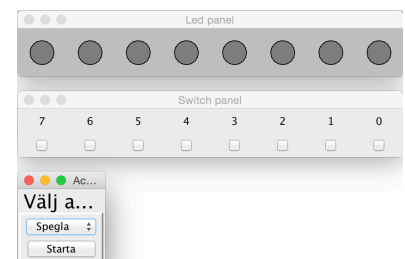 Led panel
Switch panel
7 6 5 4 3 2 1 0
Ac...
Välj a...
Spegla
Starta